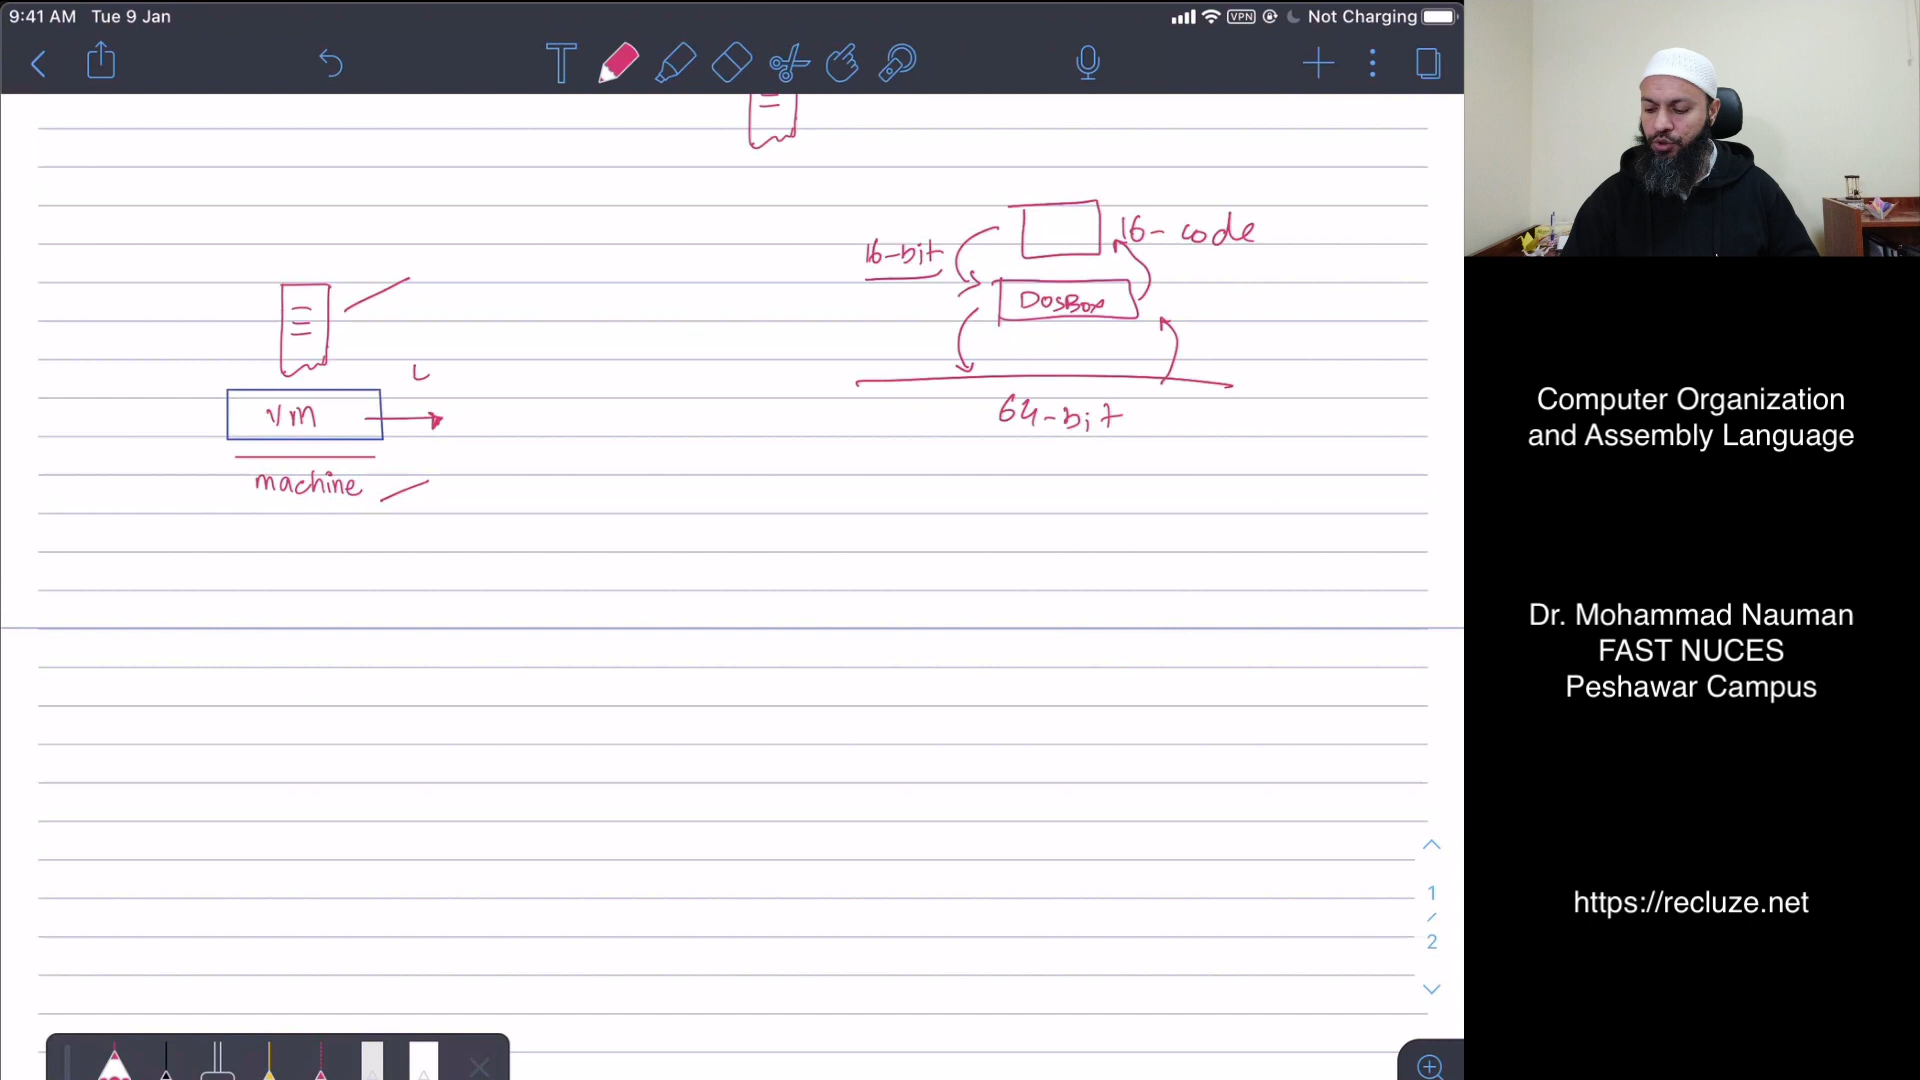 9:41 AM Tue 9 Jan
VPN Not Charging
16-code
16-bit
DosBox
64-bit
VM
machine
1
/
2
Computer Organization
and Assembly Language
Dr. Mohammad Nauman
FAST NUCES
Peshawar Campus
https://recluze.net